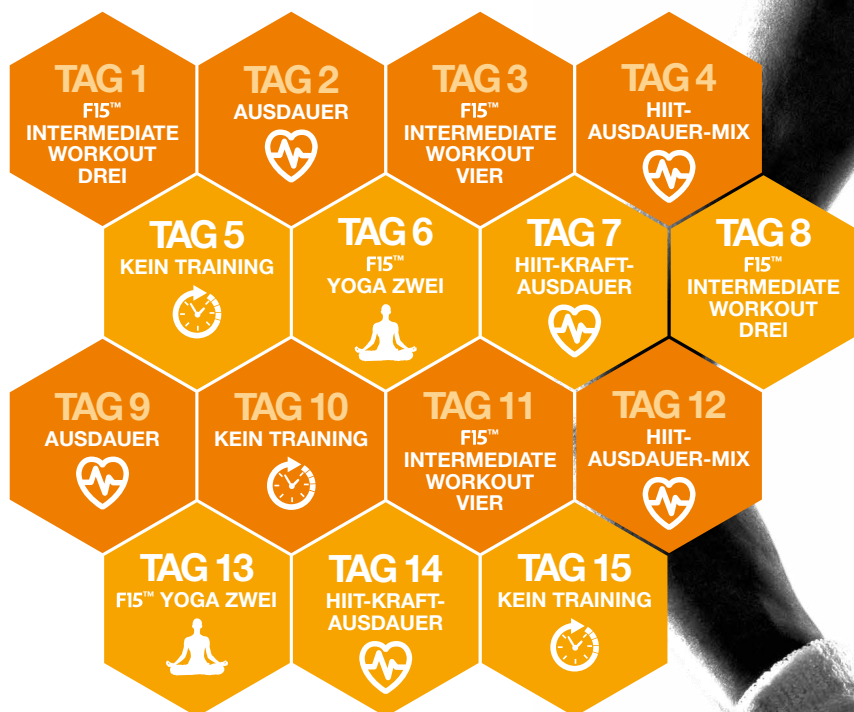 TAG 1
F15™
INTERMEDIATE
WORKOUT
DREI
TAG 2
AUSDAUER
TAG 3
F15™
INTERMEDIATE
WORKOUT
VIER
TAG 4
HIIT-
AUSDAUER-MIX
TAG 5
KEIN TRAINING
TAG 6
F15™
YOGA ZWEI
TAG 7
HIIT-KRAFT-
AUSDAUER
TAG 8
F15™
INTERMEDIATE
WORKOUT
DREI
TAG 9
AUSDAUER
TAG 10
KEIN TRAINING
TAG 11
F15™
INTERMEDIATE
WORKOUT
VIER
TAG 12
HIIT-
AUSDAUER-MIX
TAG 13
F15™ YOGA ZWEI
TAG 14
HIIT-KRAFT-
AUSDAUER
TAG 15
KEIN TRAINING